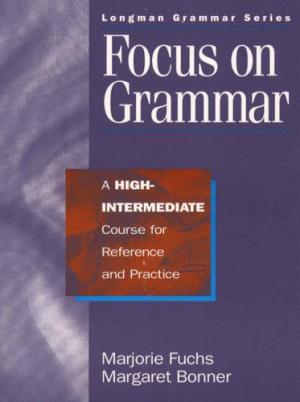 Longman Grammar Series
Focus on
Grammar
A HIGH-
INTERMEDIATE
Course for
Reference
and Practice
Marjorie Fuchs
Margaret Bonner